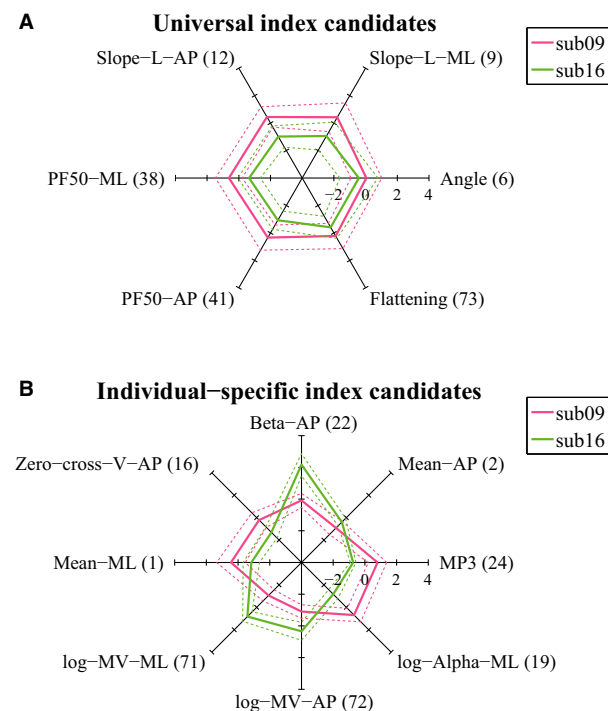 A
Universal index candidates
sub09
sub16
Slope−L−AP (12)
Slope−L−ML (9)
PF50−ML (38)
−2 0 2 4
Angle (6)
PF50−AP (41)
Flattening (73)
B
Individual−specific index candidates
sub09
sub16
Beta−AP (22)
Zero−cross−V−AP (16)
Mean−AP (2)
Mean−ML (1)
−2 0 2 4
MP3 (24)
log−MV−ML (71)
log−Alpha−ML (19)
log−MV−AP (72)